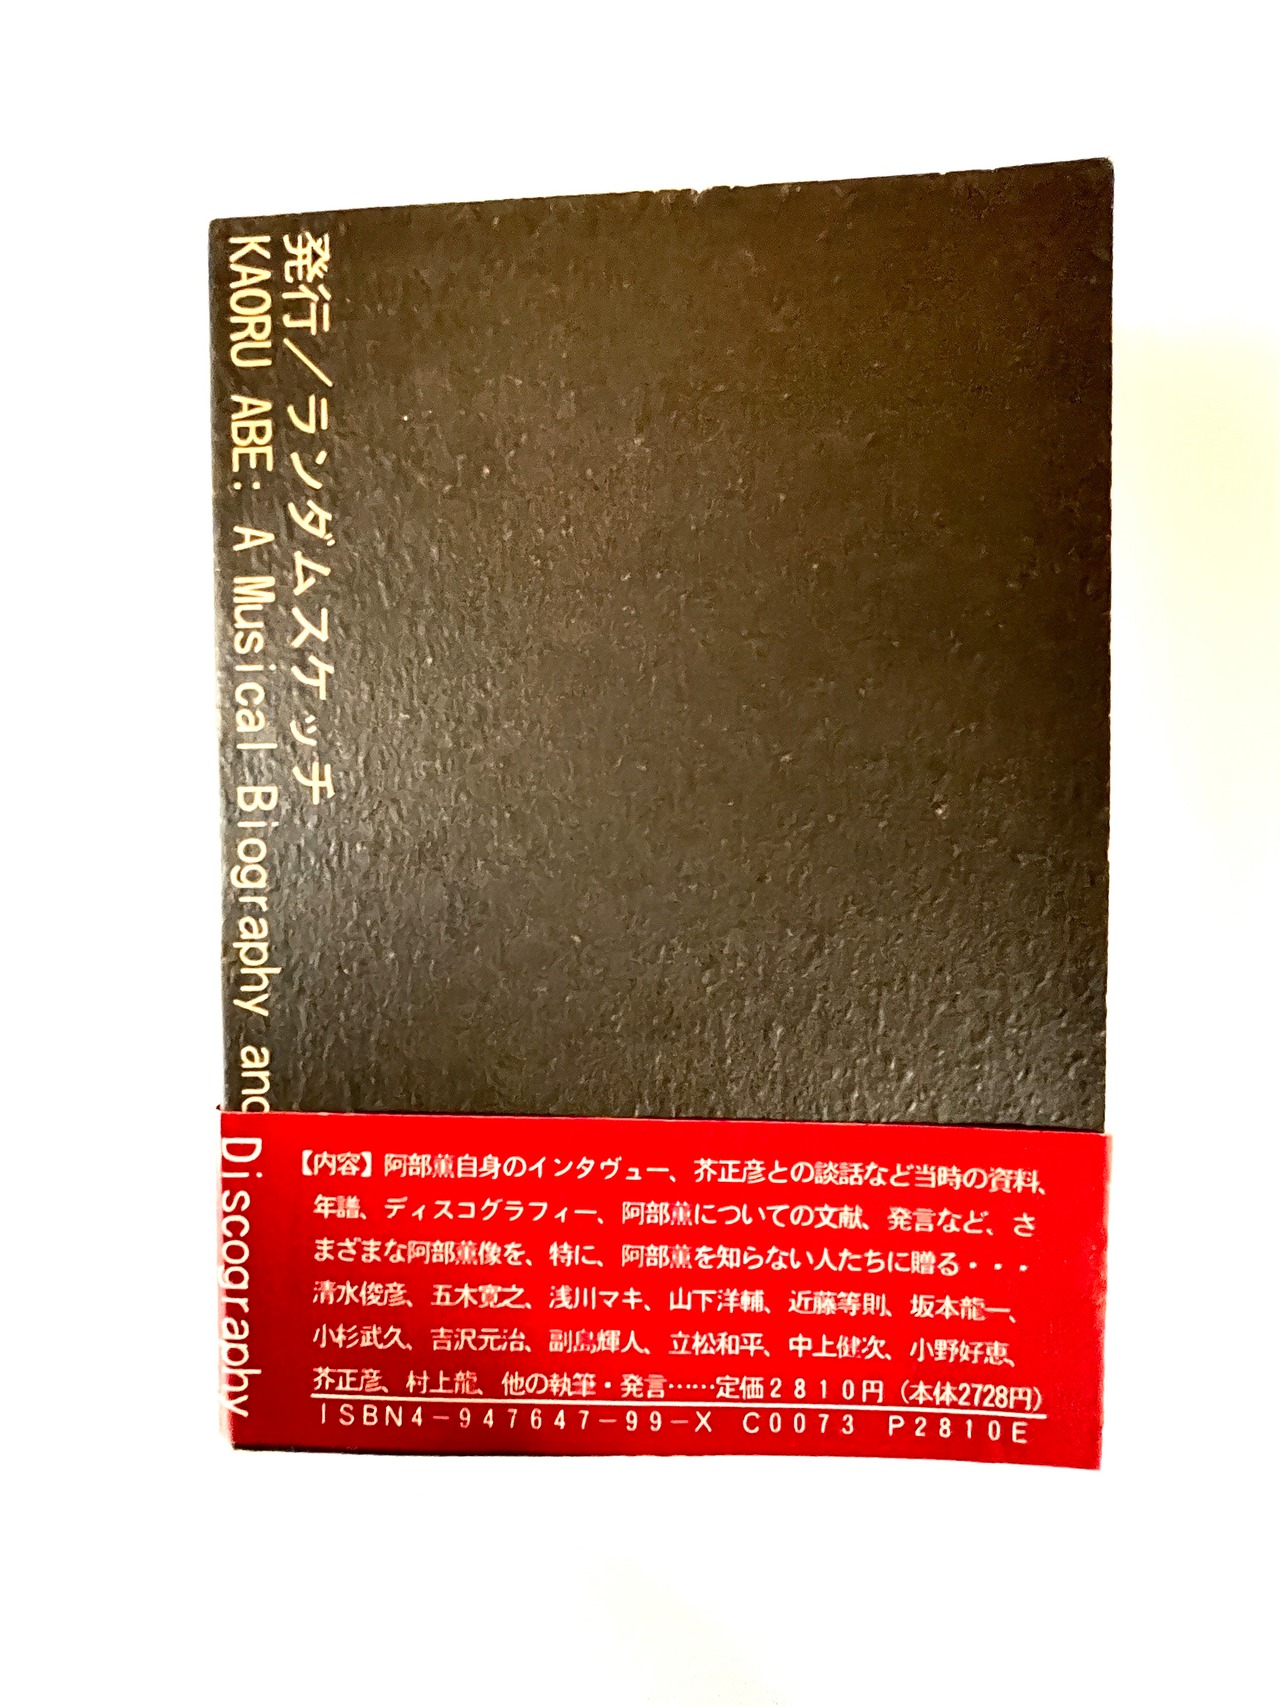 発行／ランダムスケッチ
KAORU ABE: A Musical Biography and Discography
【内容】阿部薫自身のインタヴュー、芥正彦との談話など当時の資料、
年譜、ディスコグラフィー、阿部薫についての文献、発言など、さ
まざまな阿部薫像を、特に、阿部薫を知らない人たちに贈る・・・
清水俊彦、五木寛之、浅川マキ、山下洋輔、近藤等則、坂本龍一、
小杉武久、吉沢元治、副島輝人、立松和平、中上健次、小野好恵、
芥正彦、村上龍、他の執筆・発言……定価2810円（本体2728円）
ISBN4-947647-99-X C0073 P2810E